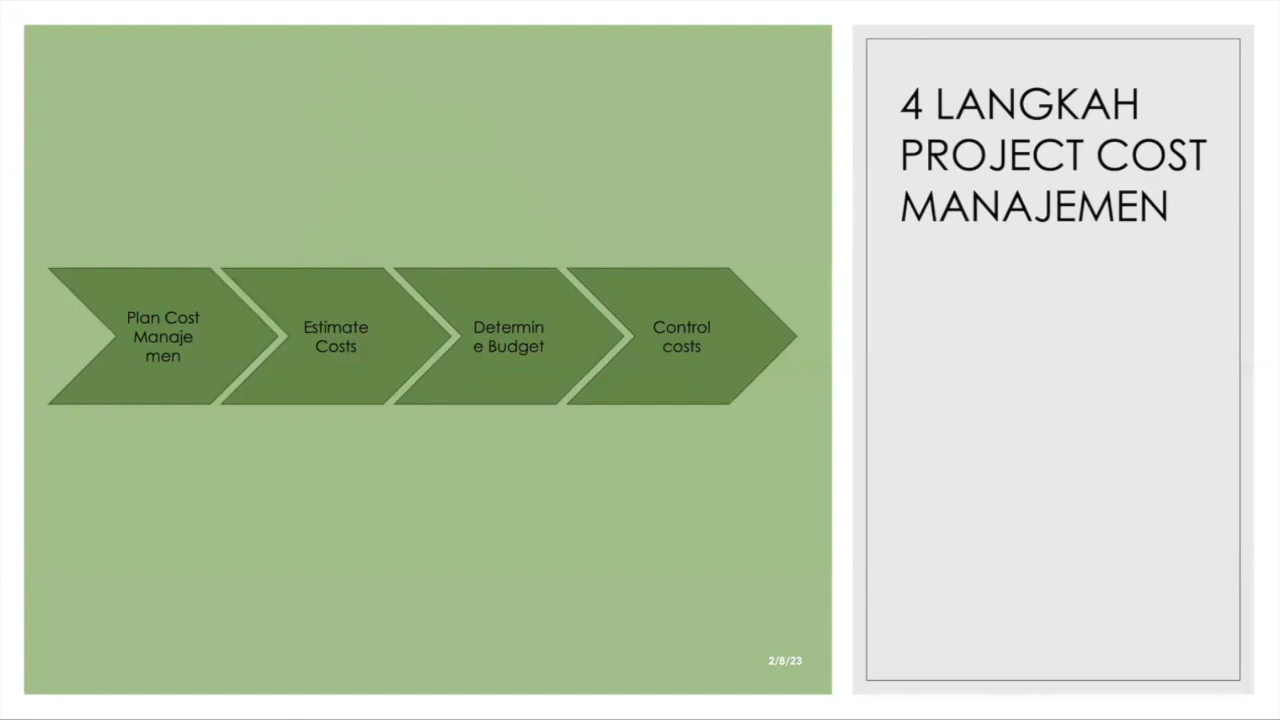 4 LANGKAH
PROJECT COST
MANAJEMEN
Plan Cost
Manaje
men
Estimate
Costs
Determin
e Budget
Control
costs
2/8/23